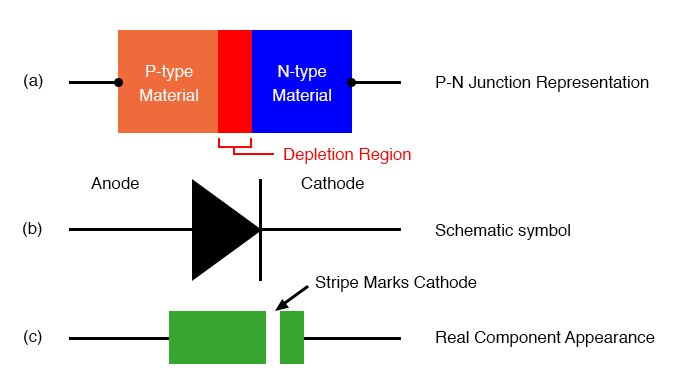 (a)
P-type
Material
N-type
Material
P-N Junction Representation
Depletion Region
Anode
Cathode
(b)
Schematic symbol
Stripe Marks Cathode
(c)
Real Component Appearance